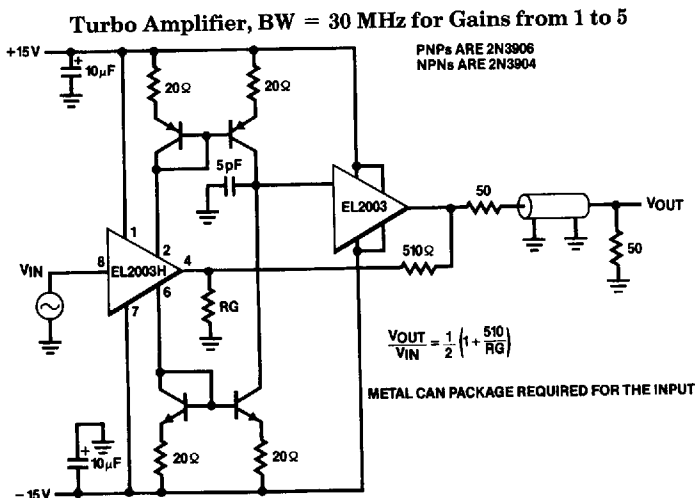 Turbo Amplifier, BW = 30 MHz for Gains from 1 to 5
+15V
PNPs ARE 2N3906
NPNs ARE 2N3904
+
10μF
20Ω
20Ω
5pF
EL2003
50
VOUT
1
2
510Ω
50
VIN
8
EL2003H
4
6
7
RG
VOUT/VIN = 1/2 (1 + 510/RG)
METAL CAN PACKAGE REQUIRED FOR THE INPUT
+
10μF
20Ω
20Ω
−15V